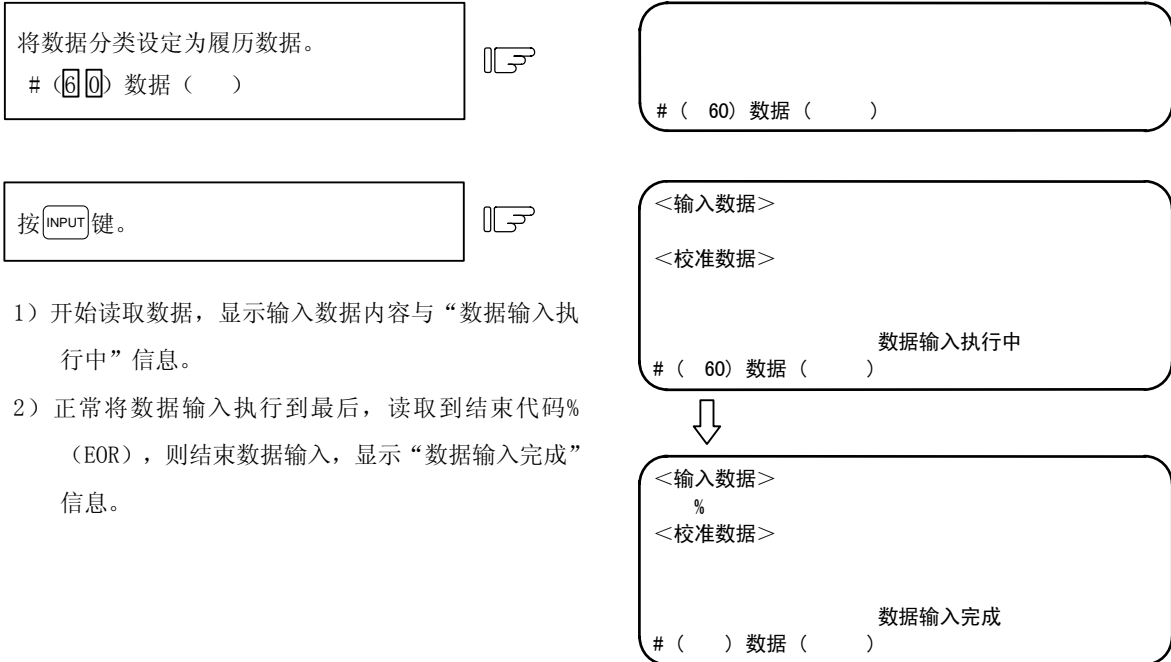 将数据分类设定为履历数据。
# (60) 数据 (   )
# (  60) 数据 (      )
按INPUT键。
<输入数据>
<校准数据>
数据输入执行中
# (  60) 数据 (      )
1) 开始读取数据，显示输入数据内容与“数据输入执
行中”信息。
2) 正常将数据输入执行到最后，读取到结束代码%
（EOR），则结束数据输入，显示“数据输入完成”
信息。
<输入数据>
%
<校准数据>
数据输入完成
# (    ) 数据 (      )